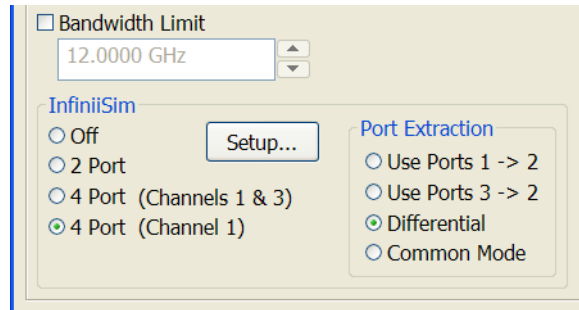 Bandwidth Limit
12.0000 GHz
InfiniiSim
Off
Setup...
2 Port
4 Port (Channels 1 & 3)
4 Port (Channel 1)
Port Extraction
Use Ports 1 -> 2
Use Ports 3 -> 2
Differential
Common Mode